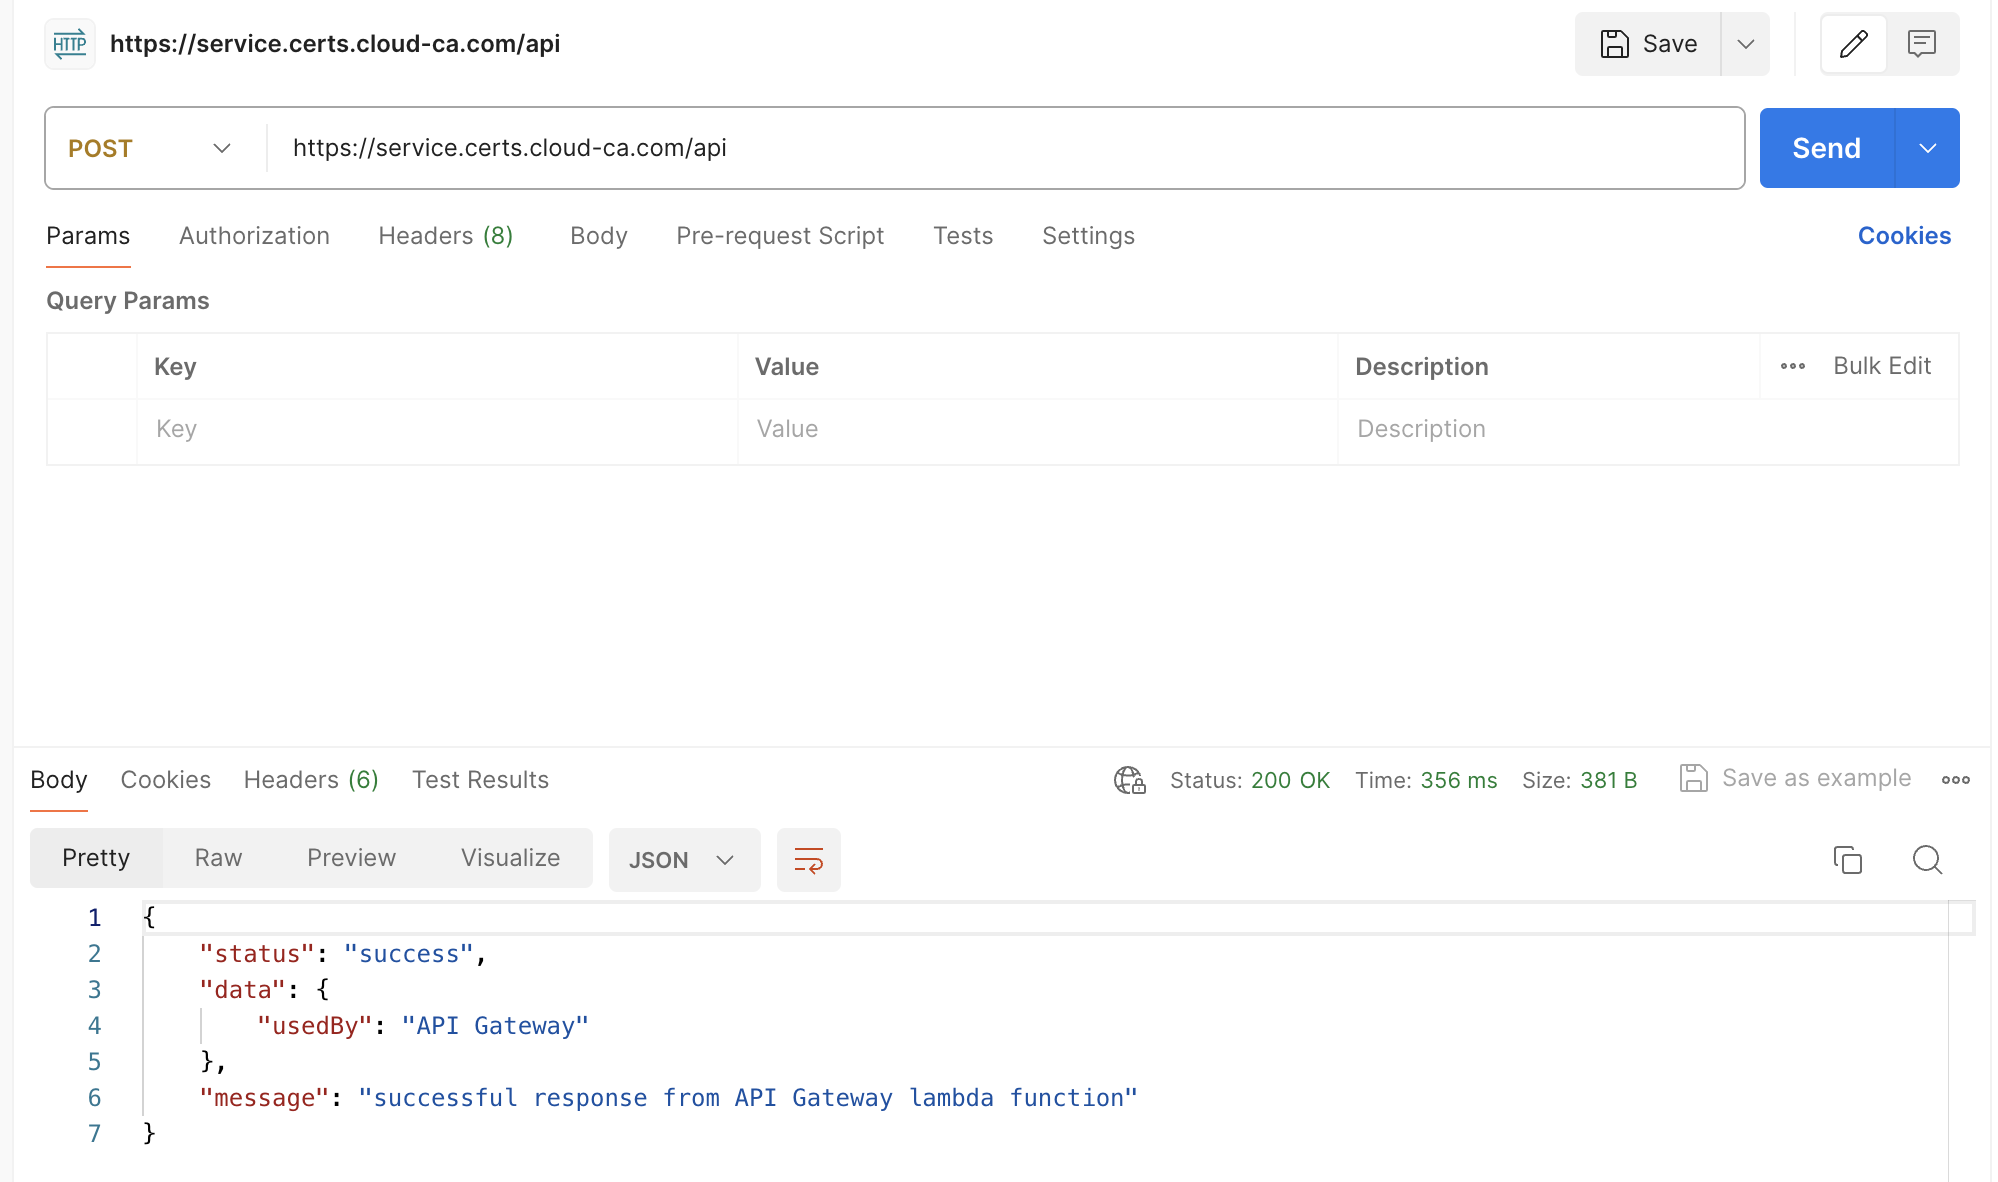 HTTP https://service.certs.cloud-ca.com/api Save
POST https://service.certs.cloud-ca.com/api Send
Params Authorization Headers (8) Body Pre-request Script Tests Settings Cookies
Query Params
Key Value Description Bulk Edit
Key Value Description
Body Cookies Headers (6) Test Results Status: 200 OK Time: 356 ms Size: 381 B Save as example
Pretty Raw Preview Visualize JSON
1 {
2 "status": "success",
3 "data": {
4 "usedBy": "API Gateway"
5 },
6 "message": "successful response from API Gateway lambda function"
7 }